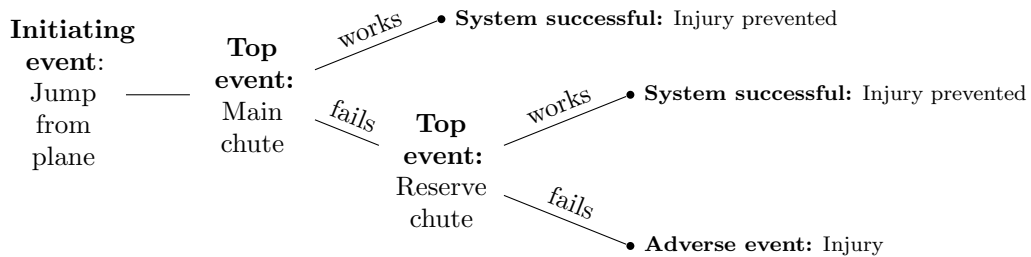 Initiating
event:
Jump
from
plane
Top
event:
Main
chute
works
System successful: Injury prevented
fails
Top
event:
Reserve
chute
works
System successful: Injury prevented
fails
Adverse event: Injury